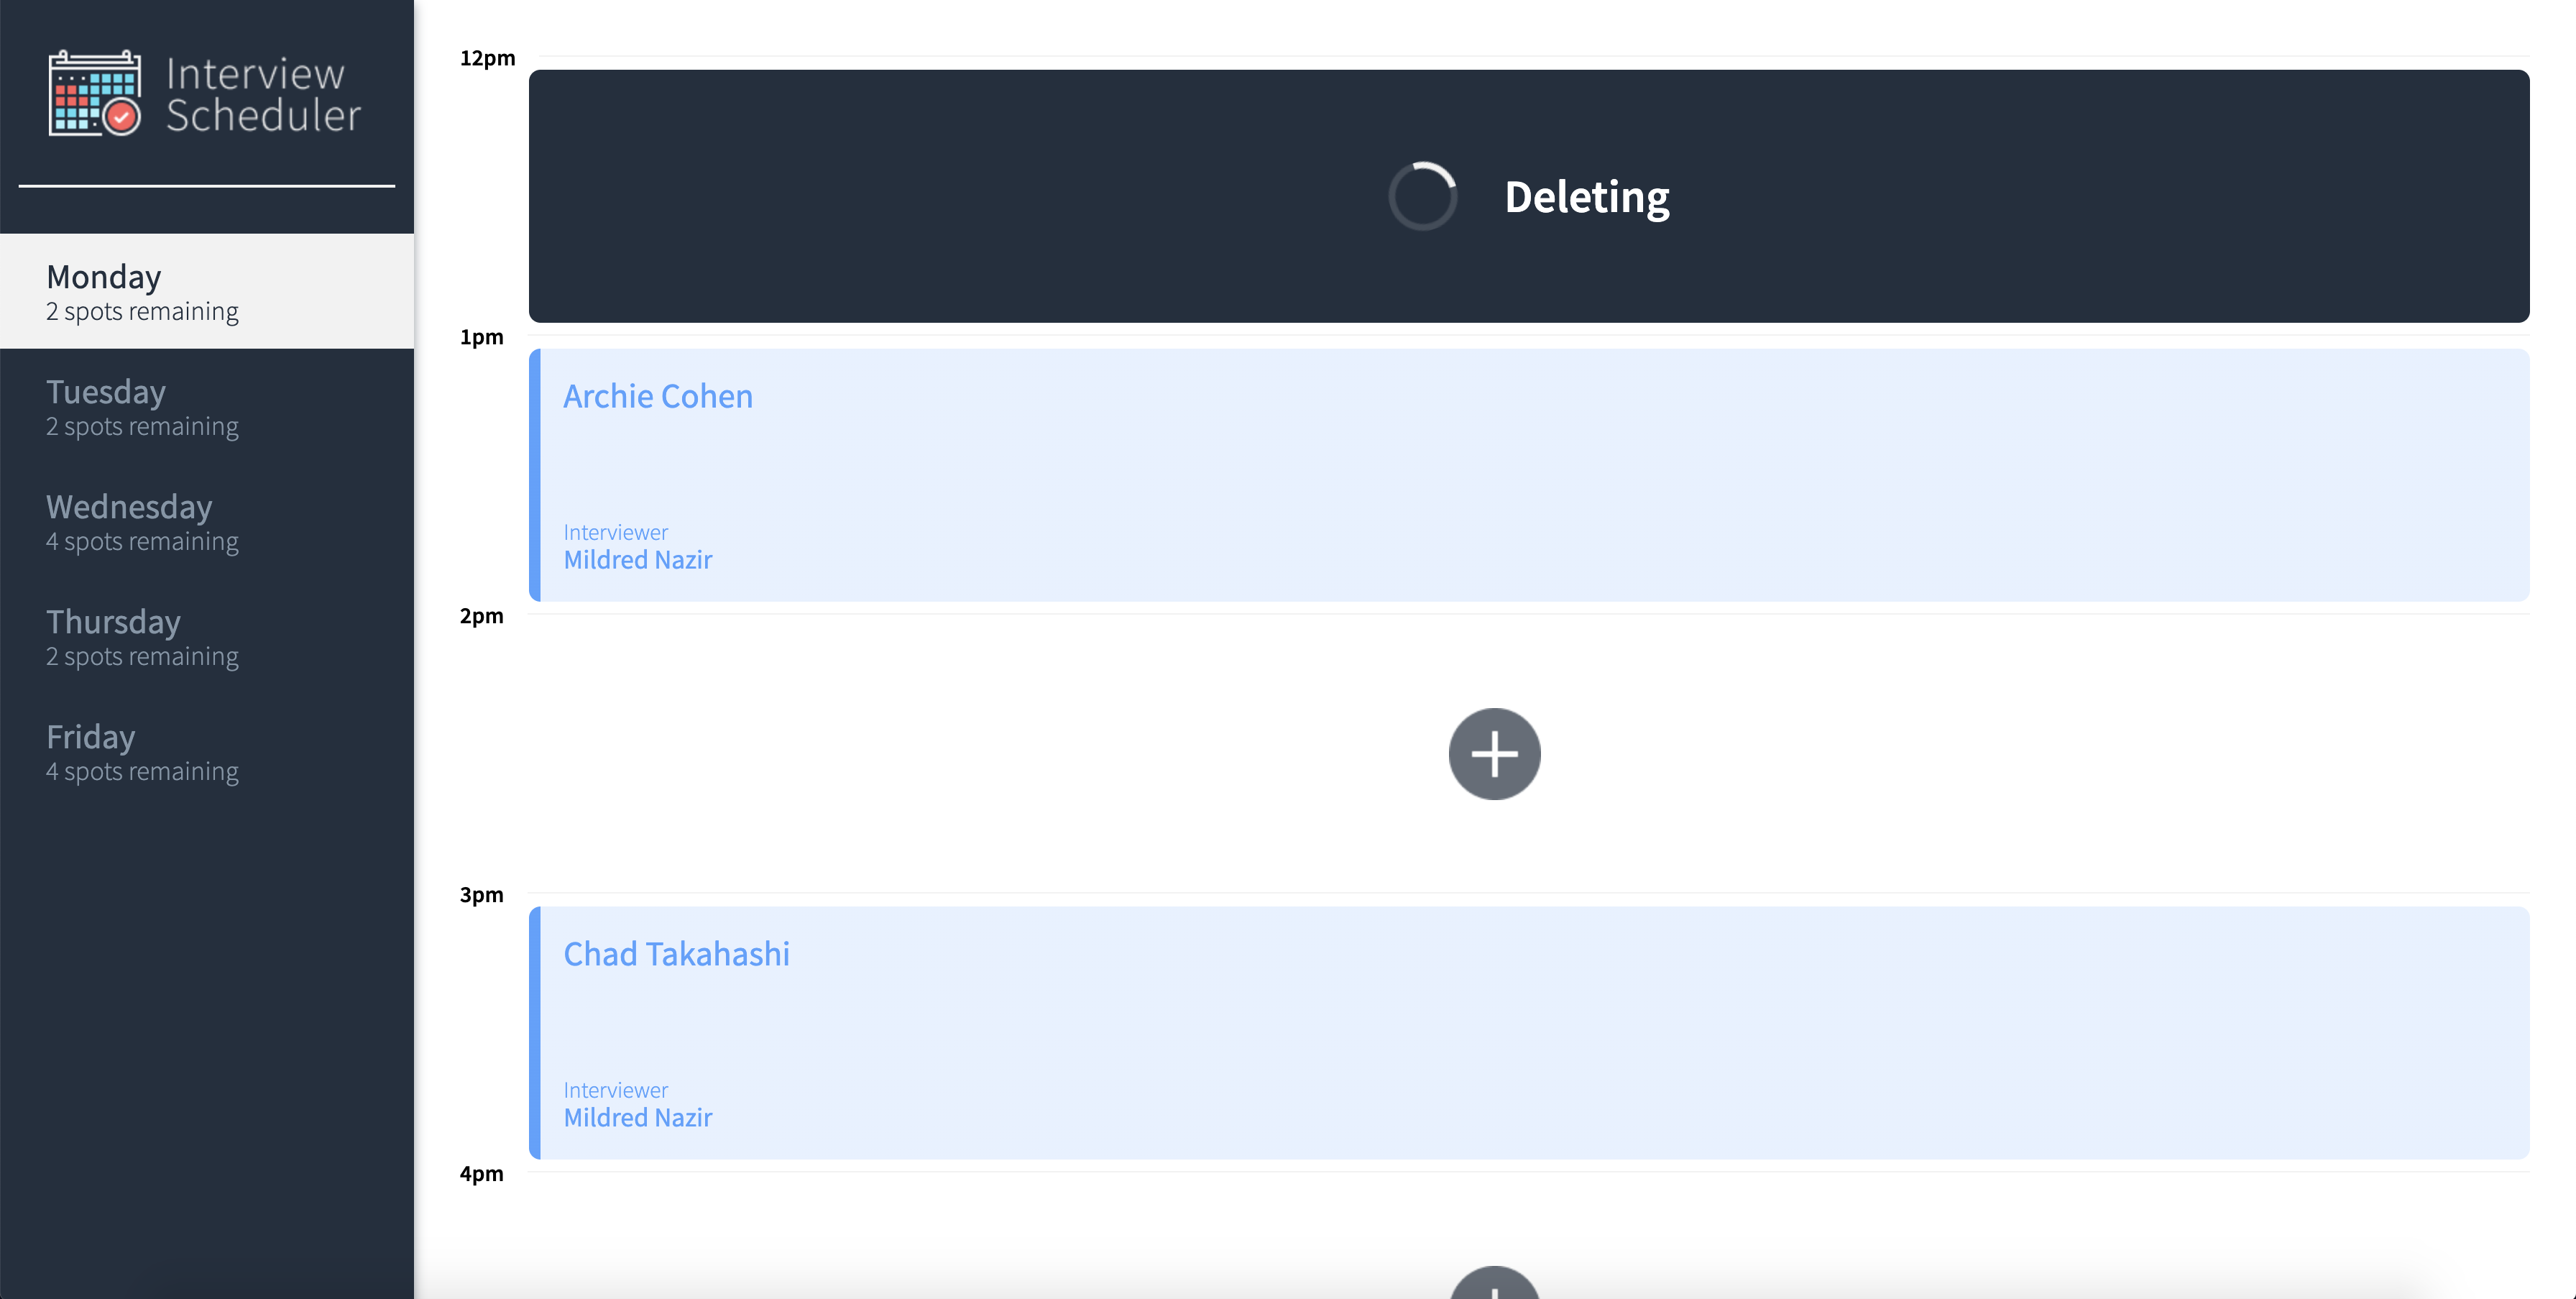 Interview
Scheduler
Monday
2 spots remaining
Tuesday
2 spots remaining
Wednesday
4 spots remaining
Thursday
2 spots remaining
Friday
4 spots remaining
12pm
Deleting
1pm
Archie Cohen
Interviewer
Mildred Nazir
2pm
3pm
Chad Takahashi
Interviewer
Mildred Nazir
4pm